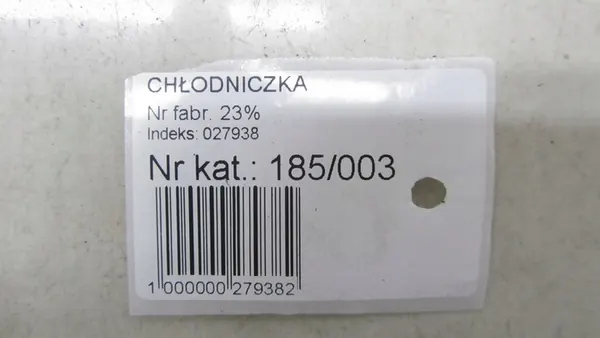 CHŁODNICZKA
Nr fabr. 23%
Indeks: 027938
Nr kat.: 185/003
1 000000 279382